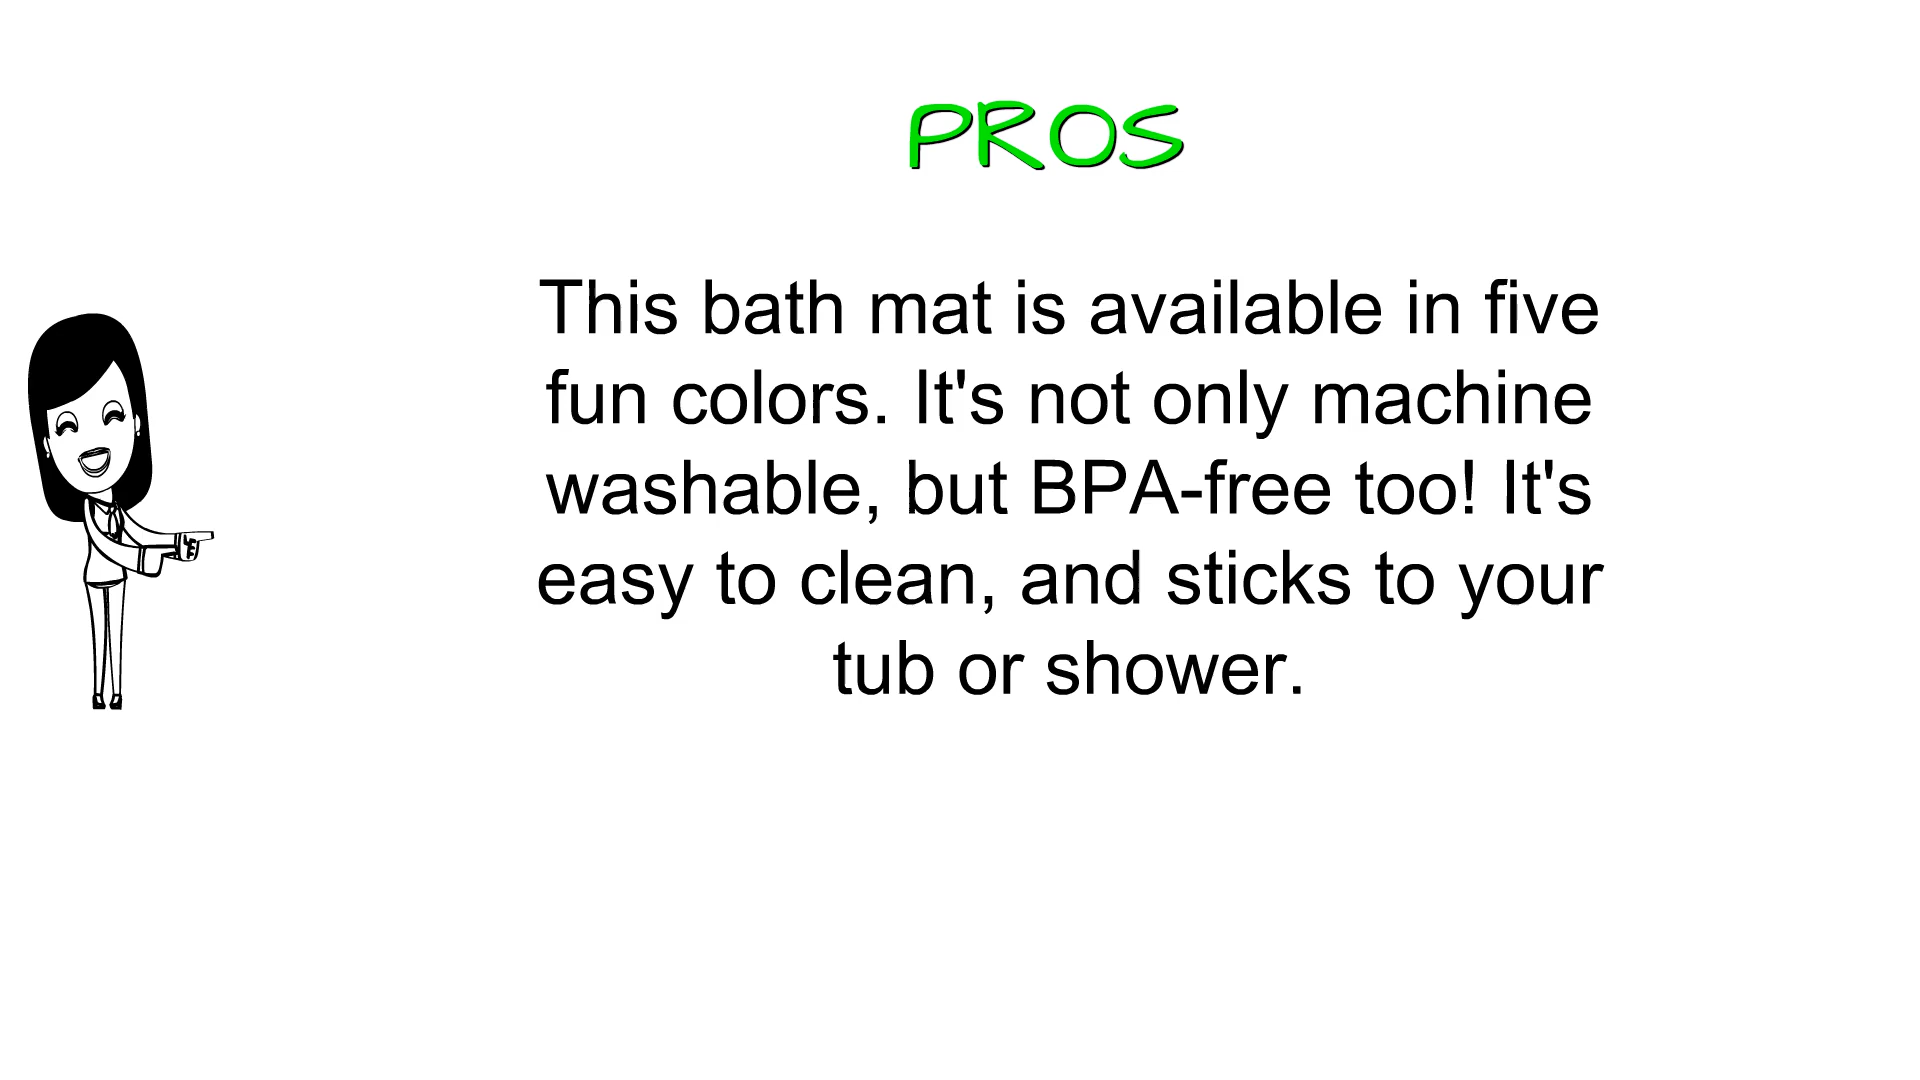 PROS
This bath mat is available in five
fun colors. It's not only machine
washable, but BPA-free too! It's
easy to clean, and sticks to your
tub or shower.